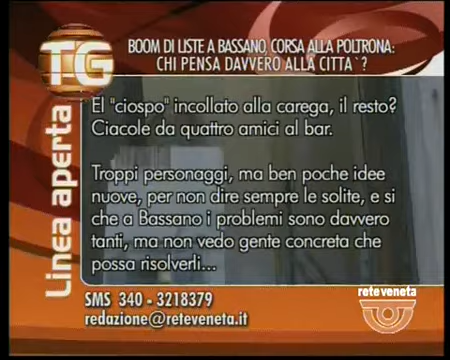 TG
Linea aperta
BOOM DI LISTE A BASSANO, CORSA ALLA POLTRONA:
CHI PENSA DAVVERO ALLA CITTA`?
El "ciospo" incollato alla carega, il resto?
Ciacole da quattro amici al bar.
Troppi personaggi, ma ben poche idee
nuove, per non dire sempre le solite, e si
che a Bassano i problemi sono davvero
tanti, ma non vedo gente concreta che
possa risolverli...
SMS 340 - 3218379
redazione@reteveneta.it
reteveneta